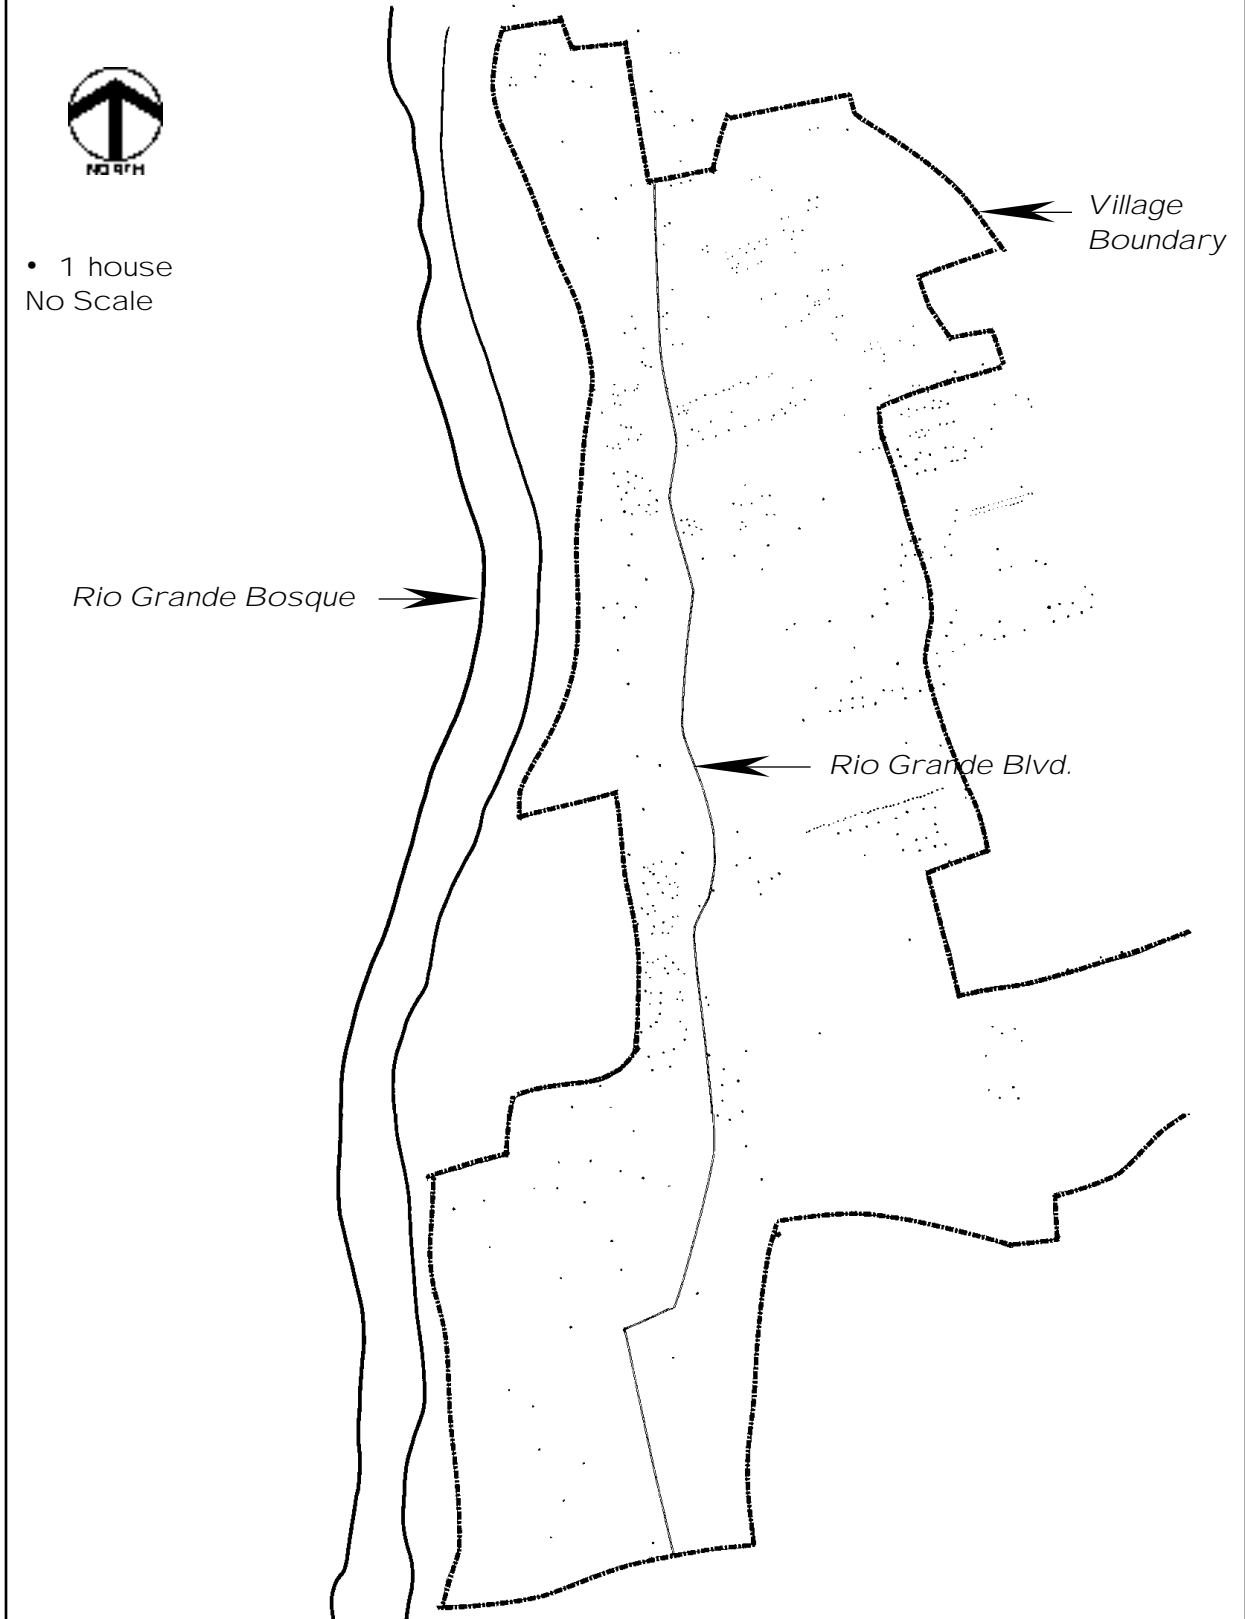 NORTH
• 1 house
No Scale
Village
Boundary
Rio Grande Bosque
Rio Grande Blvd.